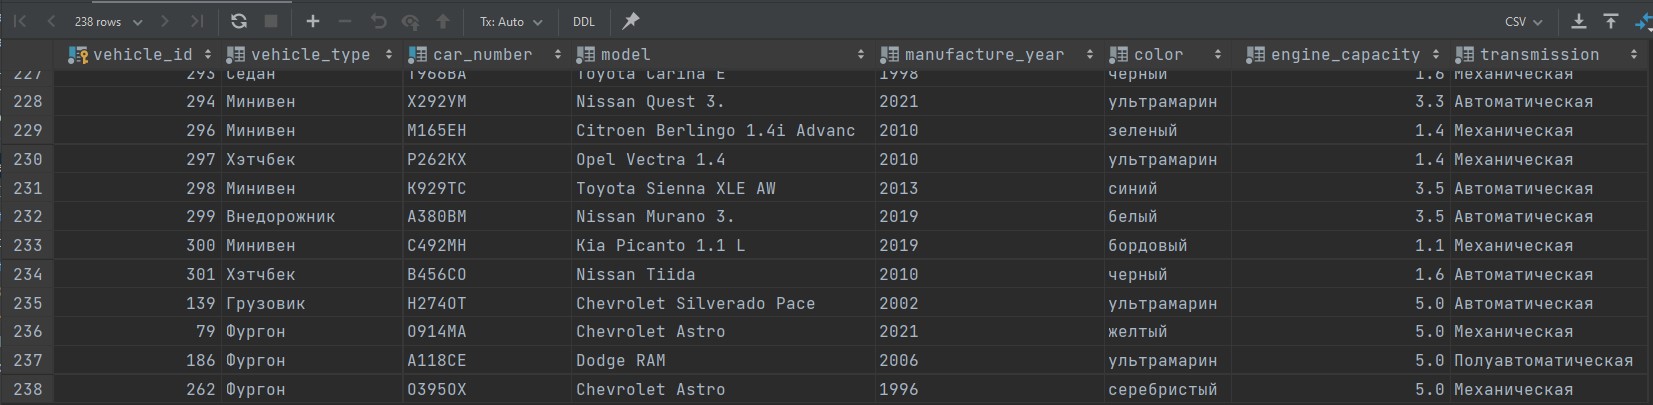 238 rows Tx: Auto DDL CSV
vehicle_id vehicle_type car_number model manufacture_year color engine_capacity transmission
227 293 Седан Т966ВА Toyota Carina E 1998 черный 1.6 Механическая
228 294 Минивен Х292УМ Nissan Quest 3. 2021 ультрамарин 3.3 Автоматическая
229 296 Минивен М165ЕН Citroen Berlingo 1.4i Advanc 2010 зеленый 1.4 Механическая
230 297 Хэтчбек Р262КХ Opel Vectra 1.4 2010 ультрамарин 1.4 Механическая
231 298 Минивен К929ТС Toyota Sienna XLE AW 2013 синий 3.5 Автоматическая
232 299 Внедорожник А380ВМ Nissan Murano 3. 2019 белый 3.5 Автоматическая
233 300 Минивен С492МН Kia Picanto 1.1 L 2019 бордовый 1.1 Механическая
234 301 Хэтчбек В456СО Nissan Tiida 2010 черный 1.6 Автоматическая
235 139 Грузовик Н274ОТ Chevrolet Silverado Pace 2002 ультрамарин 5.0 Автоматическая
236 79 Фургон О914МА Chevrolet Astro 2021 желтый 5.0 Механическая
237 186 Фургон А118СЕ Dodge RAM 2006 ультрамарин 5.0 Полуавтоматическая
238 262 Фургон О395ОХ Chevrolet Astro 1996 серебристый 5.0 Механическая